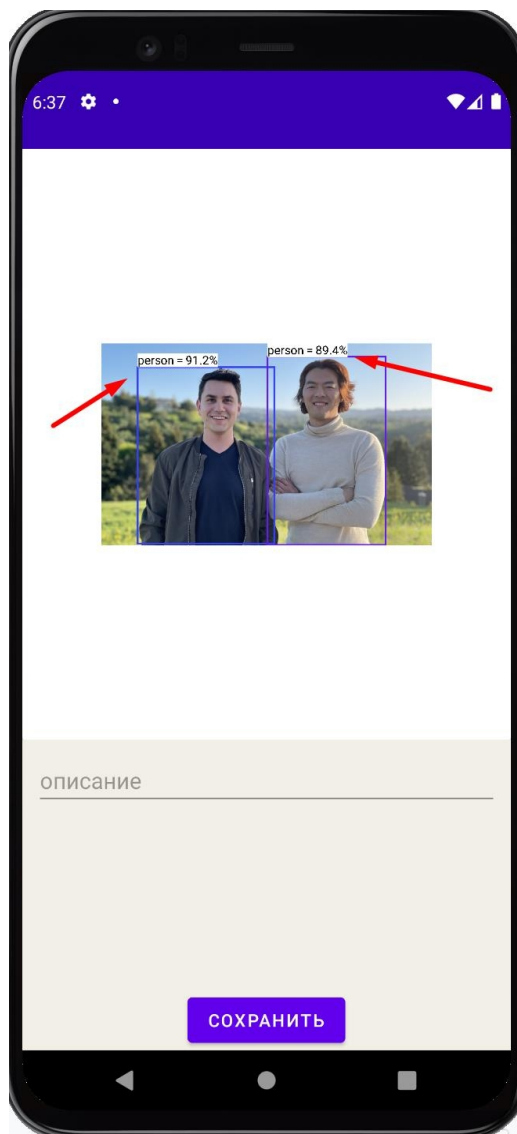 6:37
person = 91.2%
person = 89.4%
описание
СОХРАНИТЬ